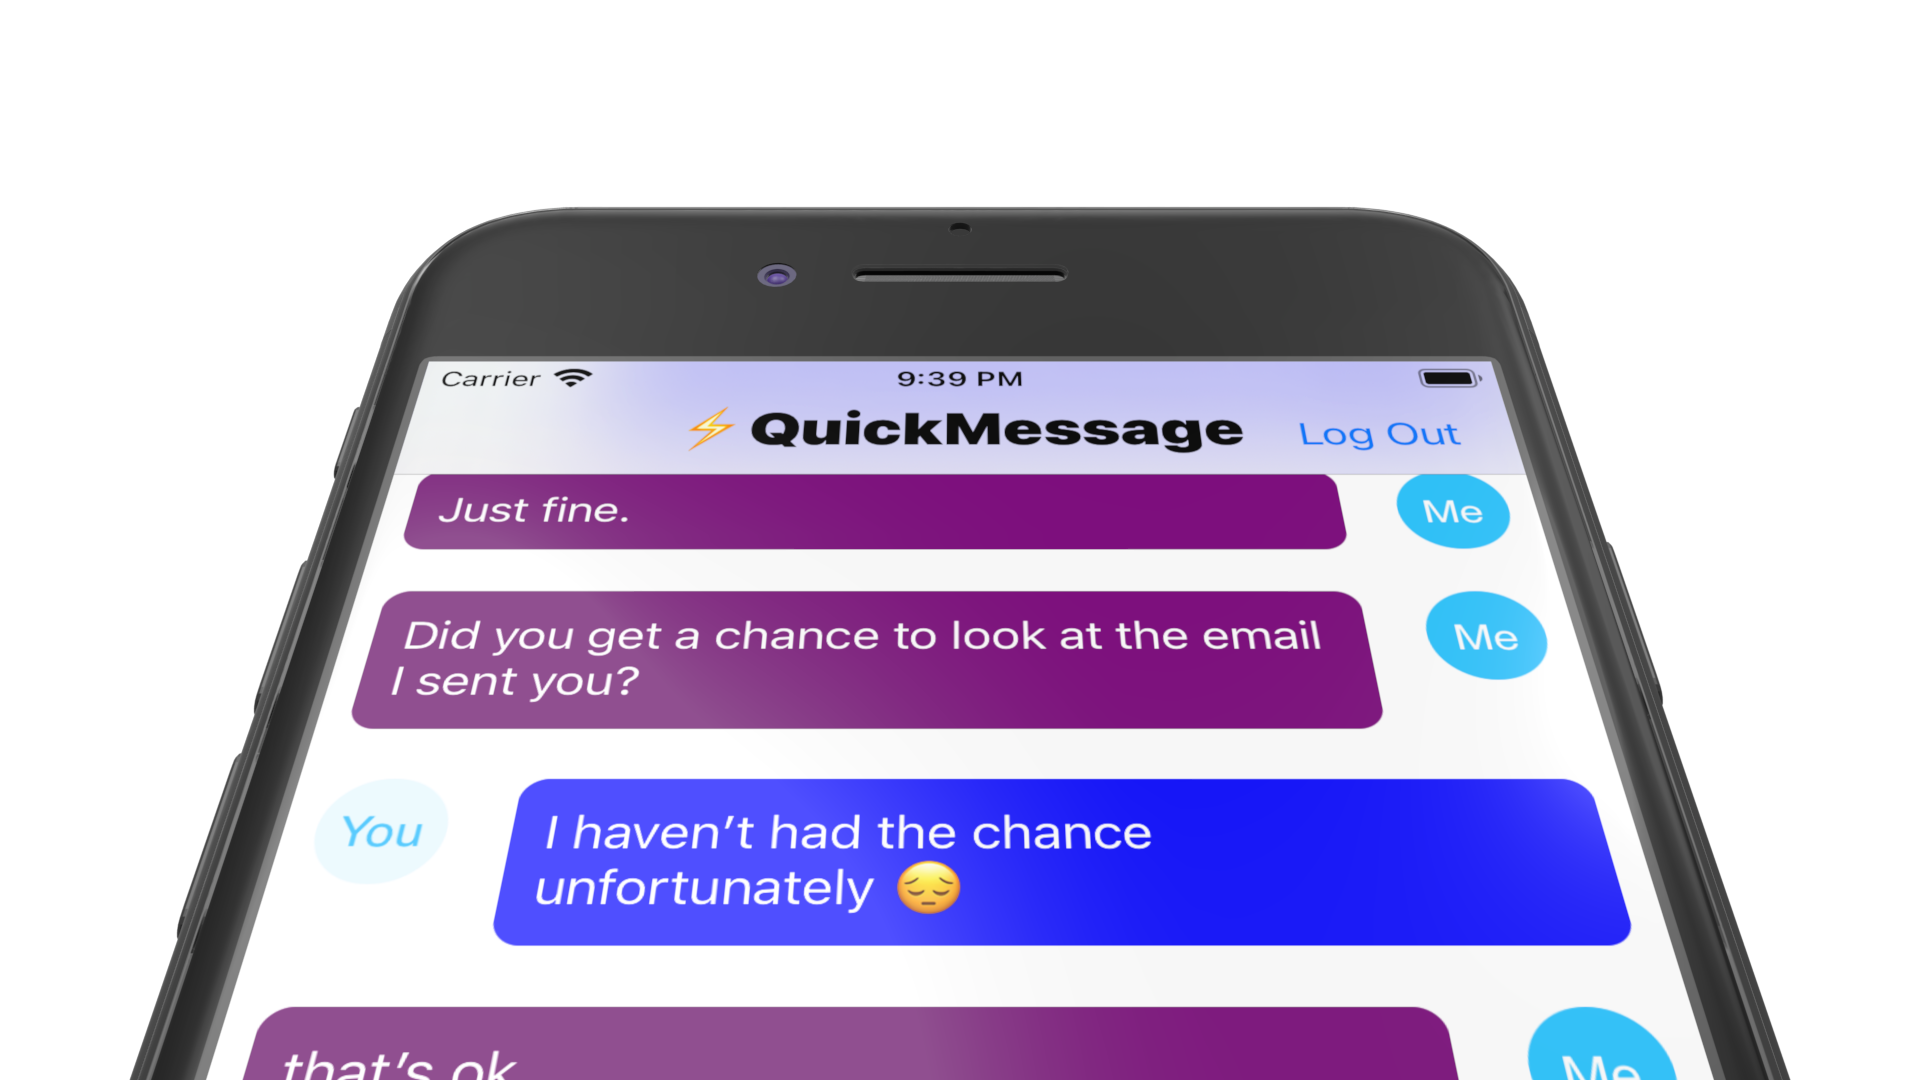 Carrier 9:39 PM
⚡ QuickMessage Log Out
Just fine. Me
Did you get a chance to look at the email Me
I sent you?
You I haven’t had the chance
unfortunately 😔
that’s ok Me